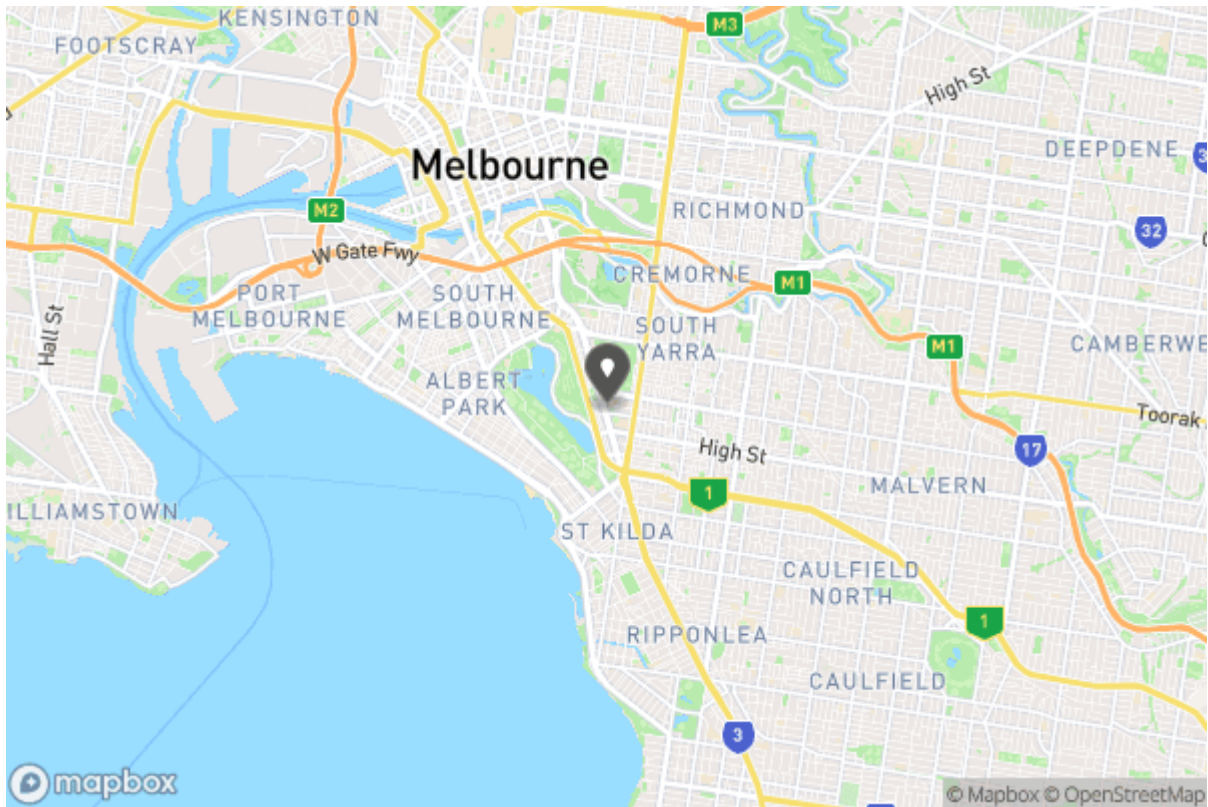 KENSINGTON
FOOTSCRAY
M3
High St
DEEPDENE
Melbourne
RICHMOND
M2
32
W Gate Fwy
CREMORNE
M1
PORT
MELBOURNE
SOUTH
MELBOURNE
SOUTH
YARRA
Hall St
M1
CAMBERWE
ALBERT
PARK
Toorak
High St
17
MALVERN
1
ILLIAMSTOWN
ST KILDA
CAULFIELD
NORTH
1
RIPPONLEA
CAULFIELD
3
mapbox
© Mapbox © OpenStreetMap